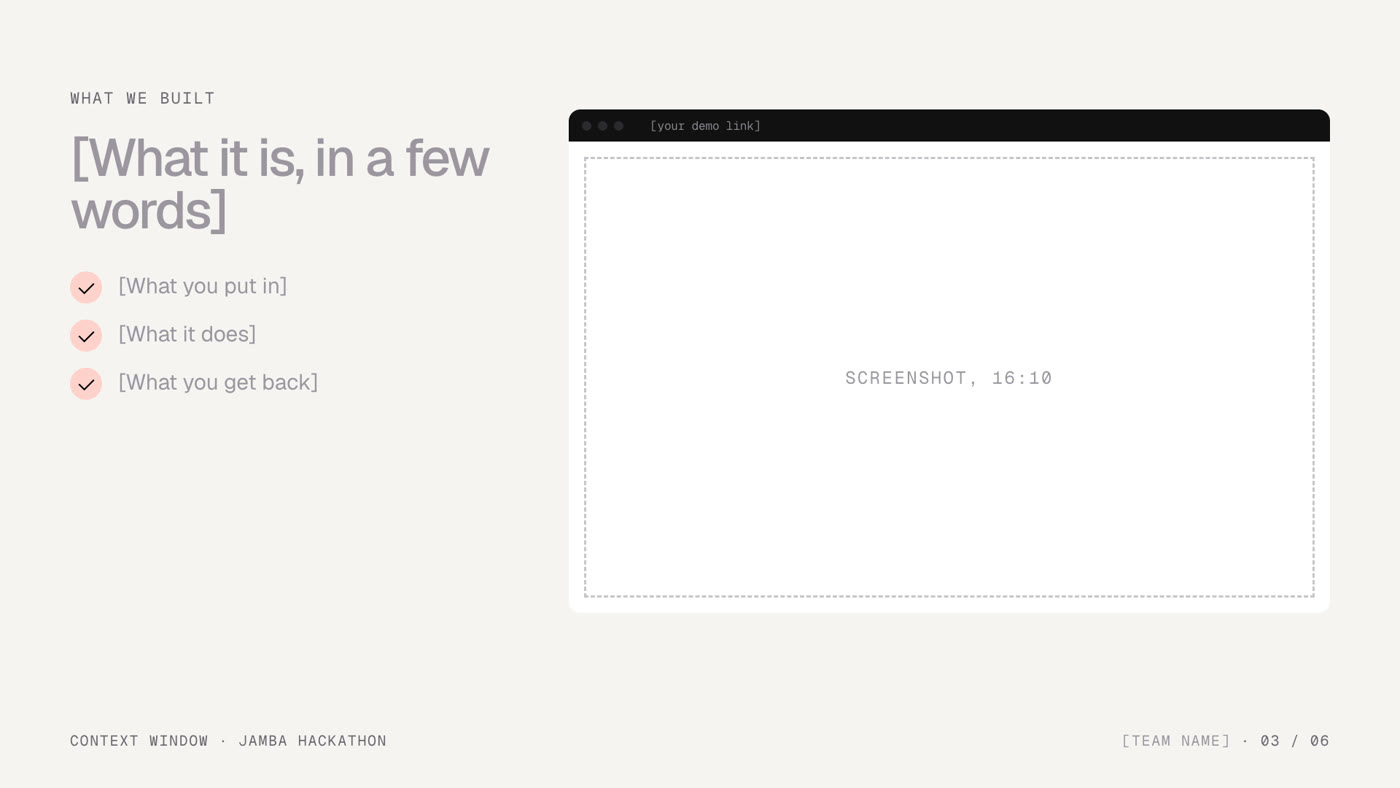 WHAT WE BUILT
[What it is, in a few
words]
[What you put in]
[What it does]
[What you get back]
[your demo link]
SCREENSHOT, 16:10
CONTEXT WINDOW · JAMBA HACKATHON
[TEAM NAME] · 03 / 06